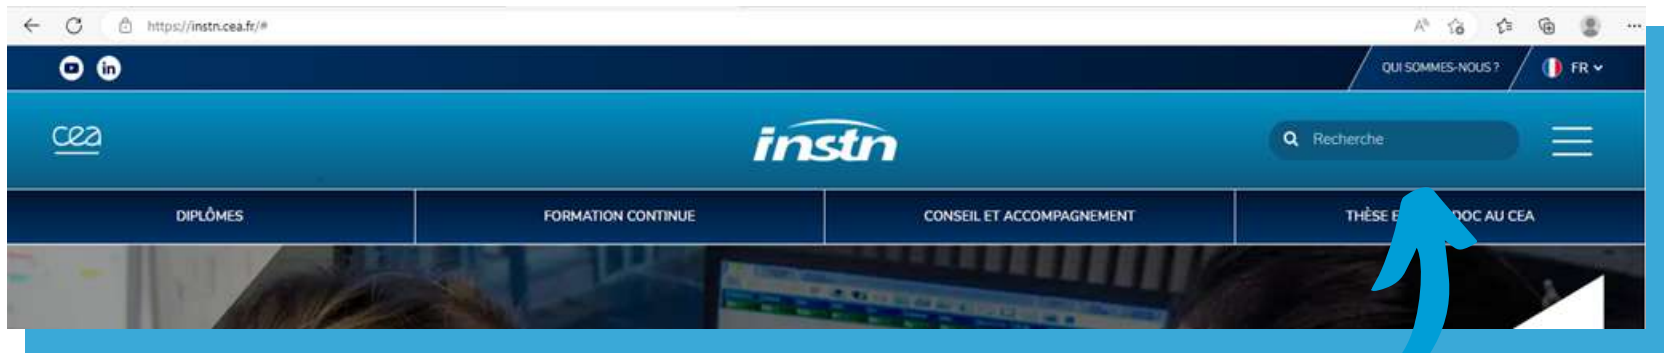 https://instn.cea.fr/#
QUI SOMMES-NOUS ?
FR
cea
instn
Recherche
DIPLÔMES
FORMATION CONTINUE
CONSEIL ET ACCOMPAGNEMENT
THÈSE DOC AU CEA